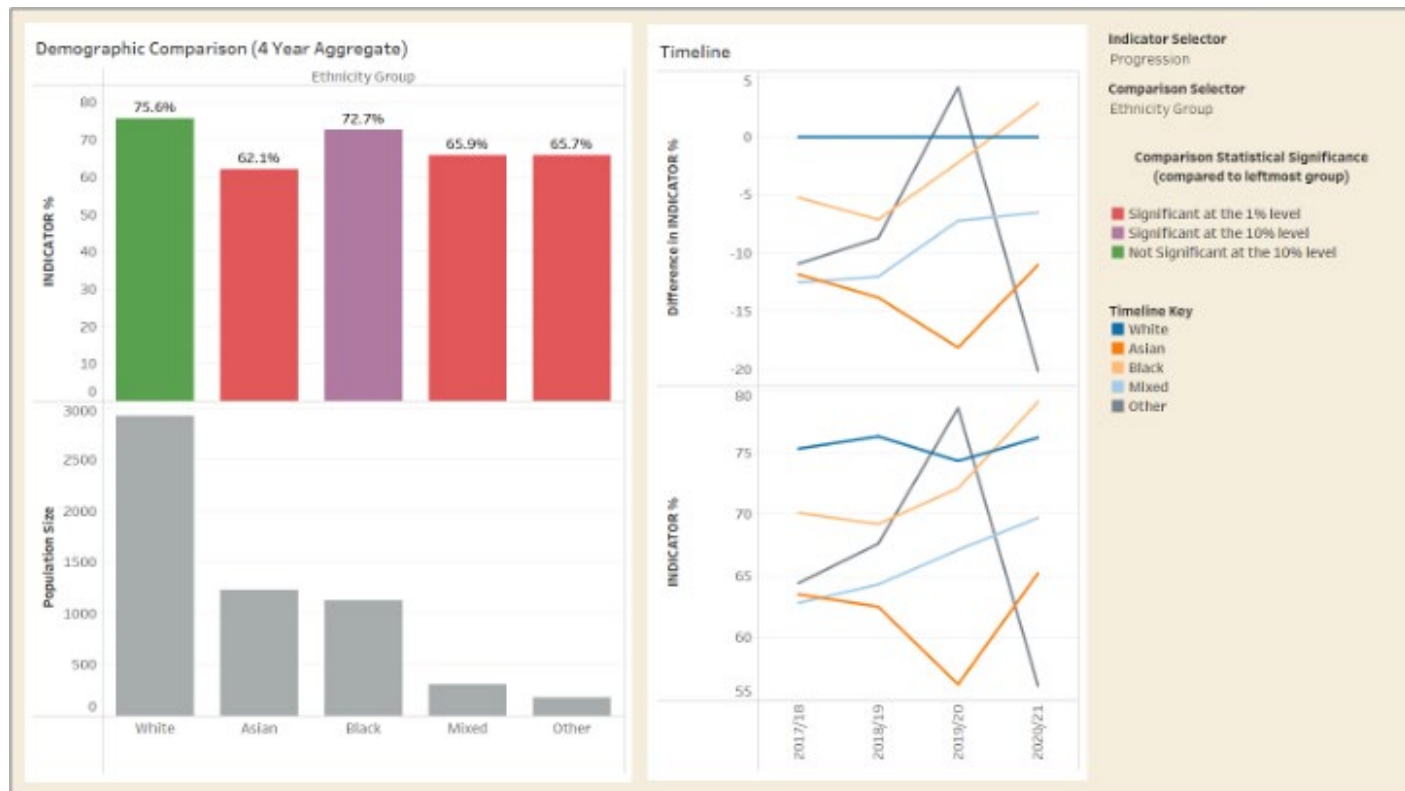 Demographic Comparison (4 Year Aggregate)
Ethnicity Group
INDICATOR %
80
70
60
50
40
30
20
10
0
75.6%
62.1%
72.7%
65.9%
65.7%
Population Size
3000
2500
2000
1500
1000
500
0
White
Asian
Black
Mixed
Other
Timeline
Difference in INDICATOR %
5
0
-5
-10
-15
-20
INDICATOR %
80
75
70
65
60
55
2017/18
2018/19
2019/20
2020/21
Indicator Selector
Progression
Comparison Selector
Ethnicity Group
Comparison Statistical Significance
(compared to leftmost group)
Significant at the 1% level
Significant at the 10% level
Not Significant at the 10% level
Timeline Key
White
Asian
Black
Mixed
Other